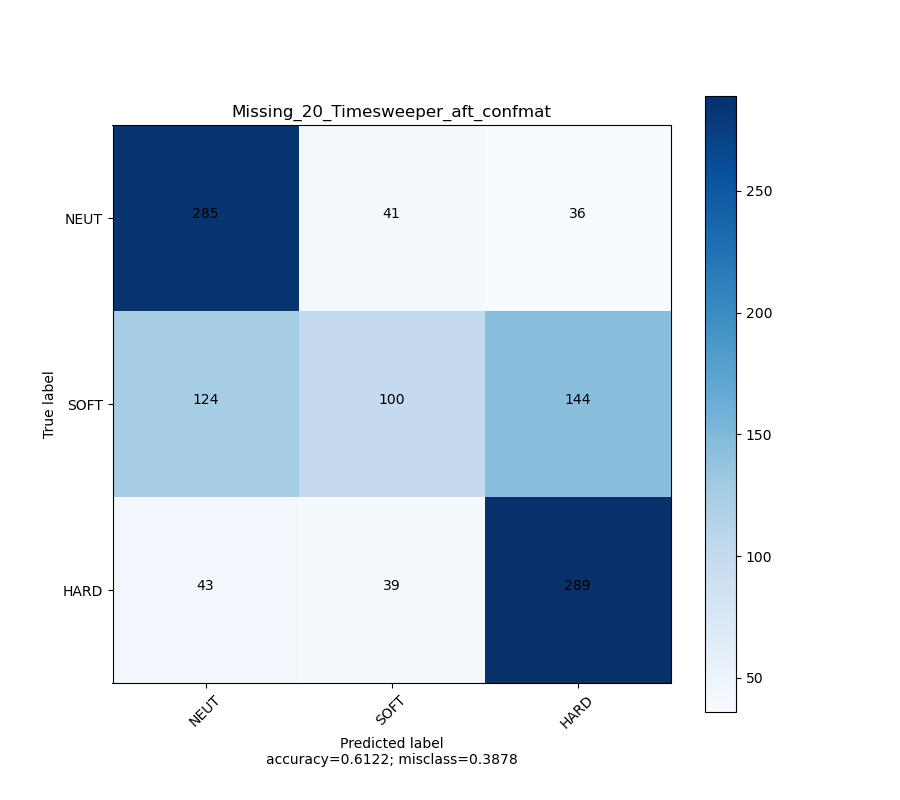 Missing_20_Timesweeper_aft_confmat
NEUT 285 41 36
SOFT 124 100 144
HARD 43 39 289
True label
NEUT SOFT HARD
Predicted label
accuracy=0.6122; misclass=0.3878
250
200
150
100
50